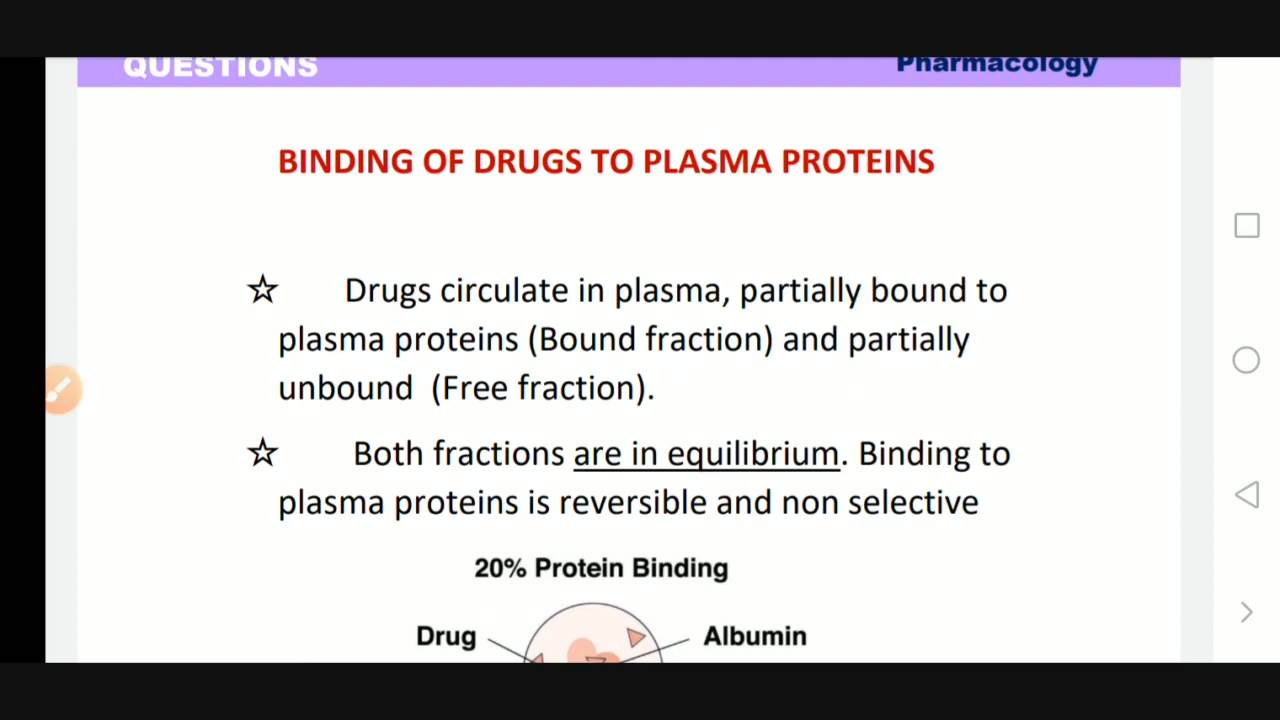 QUESTIONS
Pharmacology
BINDING OF DRUGS TO PLASMA PROTEINS
☆ Drugs circulate in plasma, partially bound to
plasma proteins (Bound fraction) and partially
unbound (Free fraction).
☆ Both fractions are in equilibrium. Binding to
plasma proteins is reversible and non selective
20% Protein Binding
Drug
Albumin